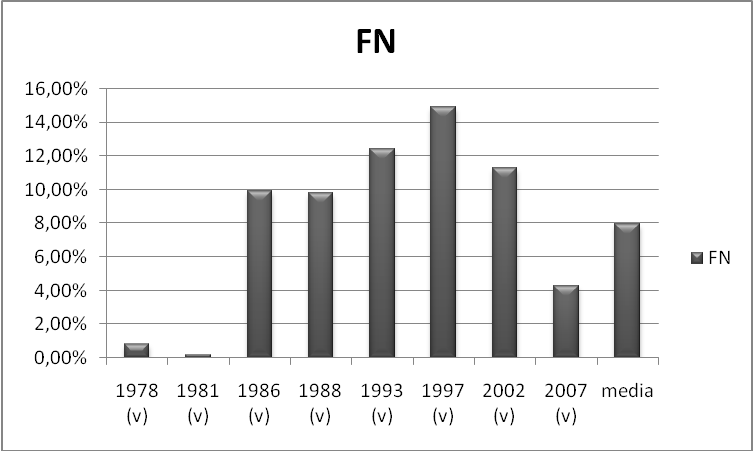 FN
16,00%
14,00%
12,00%
10,00%
8,00%
6,00%
4,00%
2,00%
0,00%
1978 (v)
1981 (v)
1986 (v)
1988 (v)
1993 (v)
1997 (v)
2002 (v)
2007 (v)
media
FN